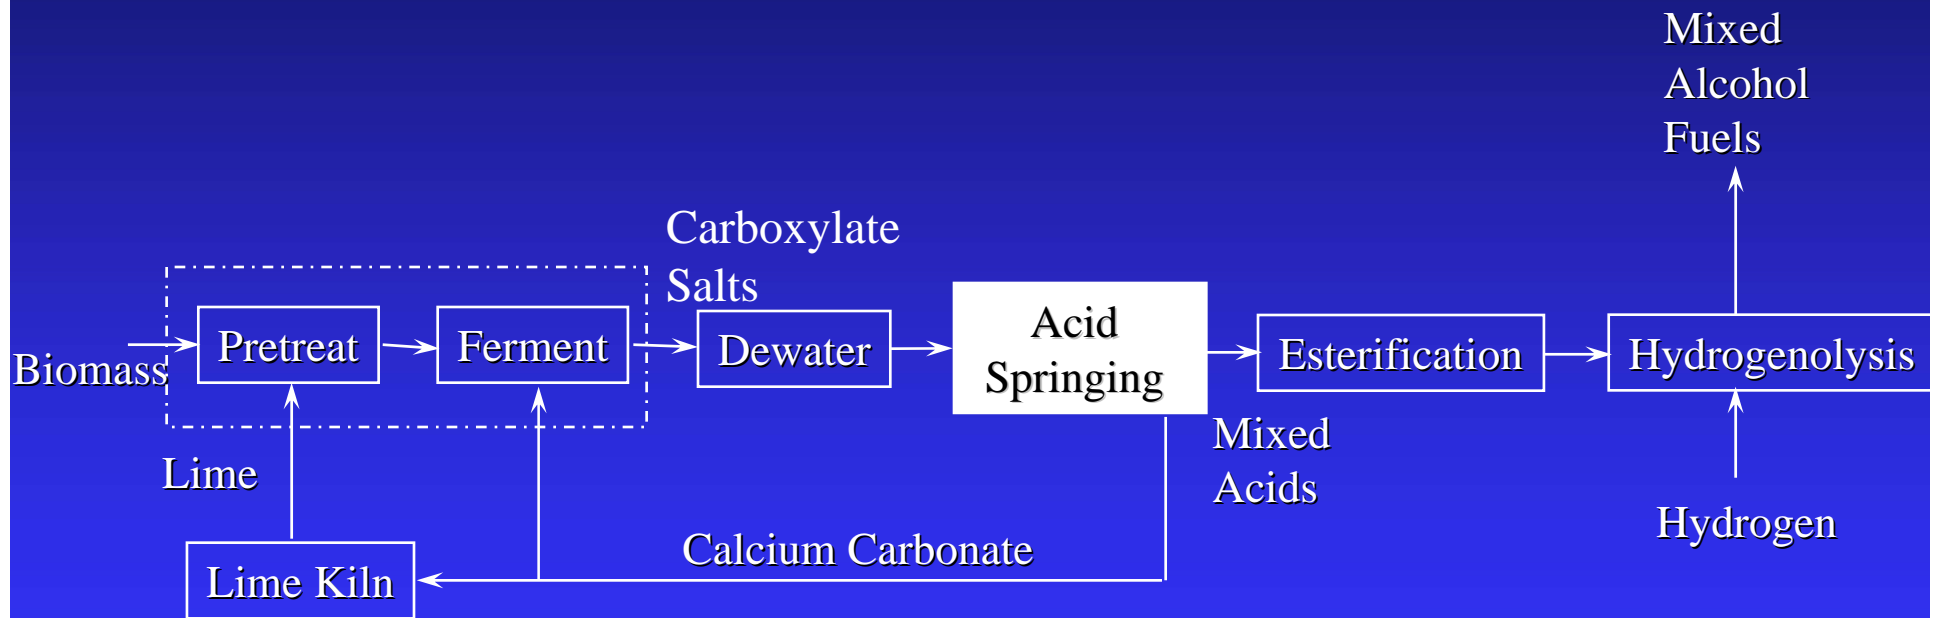 Mixed
Alcohol
Fuels
Carboxylate
Salts
Biomass
Pretreat
Ferment
Dewater
Acid
Springing
Esterification
Hydrogenolysis
Mixed
Acids
Lime
Hydrogen
Calcium Carbonate
Lime Kiln